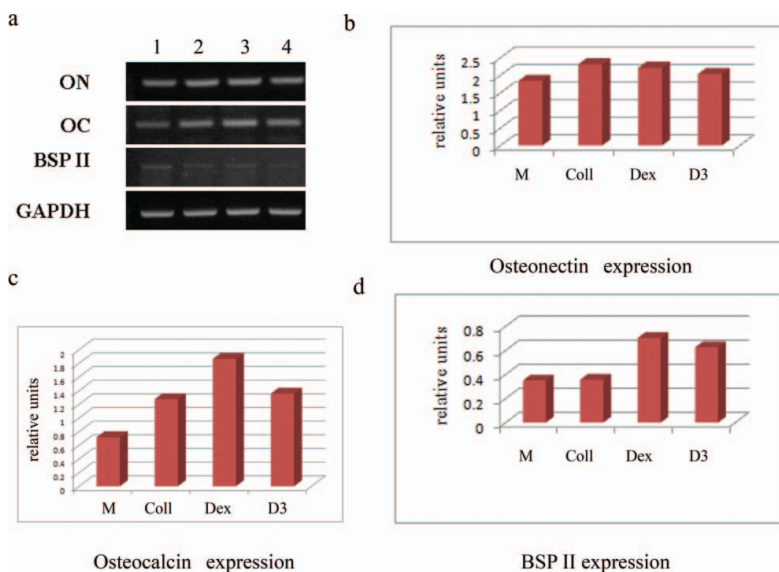 a
1 2 3 4
ON
OC
BSP II
GAPDH
b
relative units
2.5
2
1.5
1
0.5
0
M Coll Dex D3
Osteonectin expression
c
relative units
2
1.8
1.6
1.4
1.2
1
0.8
0.6
0.4
0.2
0
M Coll Dex D3
Osteocalcin expression
d
relative units
0.8
0.6
0.4
0.2
0
M Coll Dex D3
BSP II expression